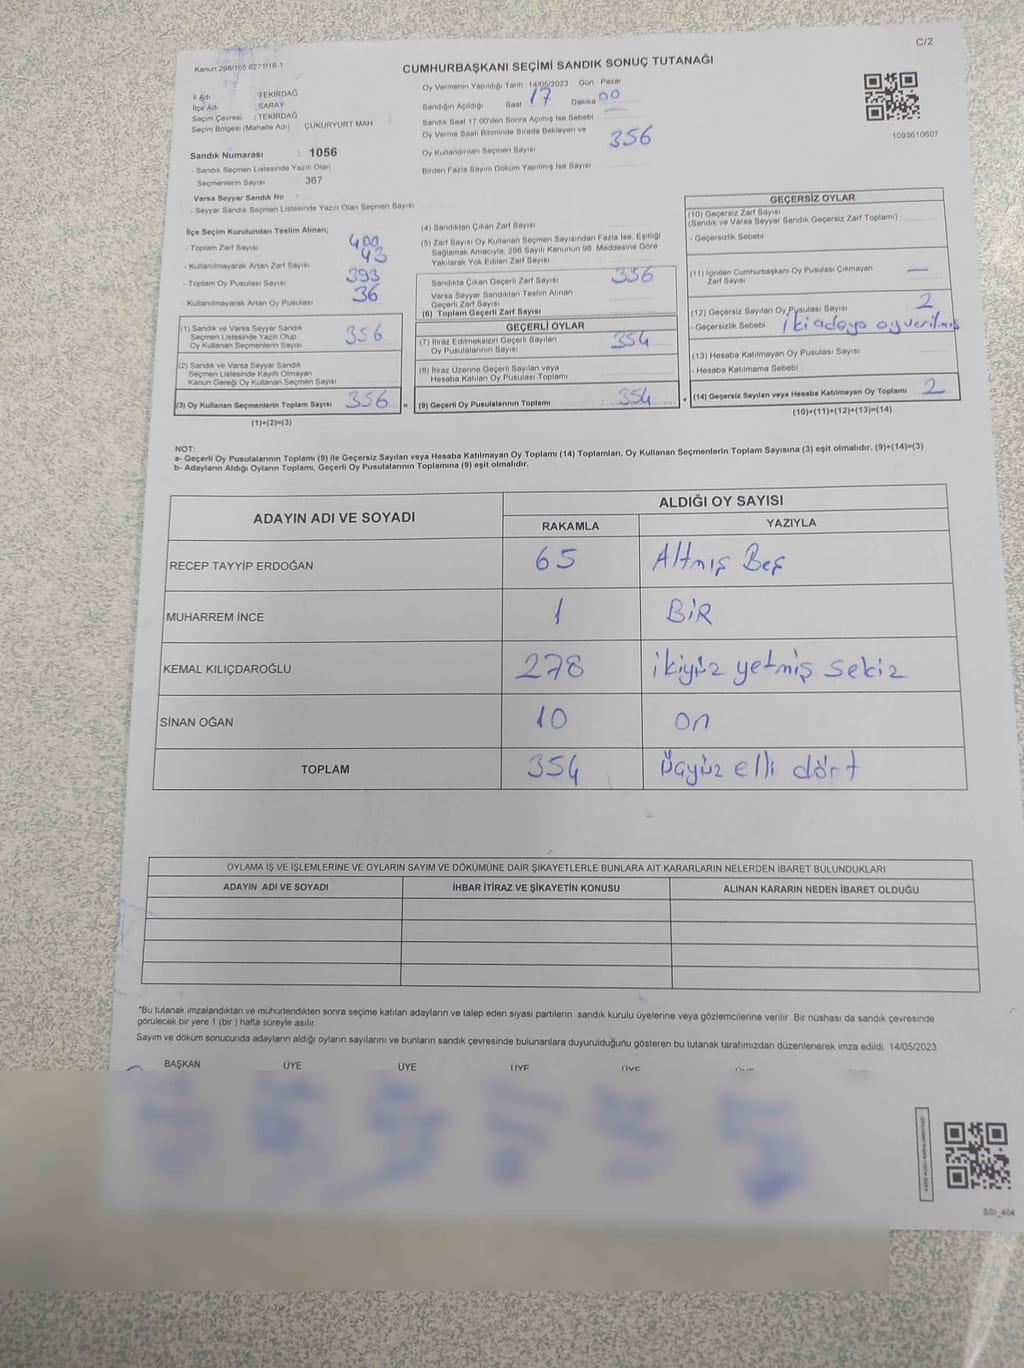 C/2
Kanun 298/105 6271/18-1
CUMHURBAŞKANI SEÇİMİ SANDIK SONUÇ TUTANAĞI
İl Adı : TEKİRDAĞ
İlçe Adı : SARAY
Seçim Çevresi : TEKİRDAĞ
Seçim Bölgesi (Mahalle Adı) : ÇUKURYURT MAH
Oy Vermenin Yapıldığı Tarih 14/05/2023 Gün : Pazar
Sandığın Açıldığı Saat 17 Dakika 00
Sandık Saat 17.00'den Sonra Açımış İse Sebebi :
Oy Verme Saati Bitiminde Sırada Bekleyen ve
Oy Kullandırılan Seçmen Sayısı 356
Birden Fazla Sayım Döküm Yapılmış İse Sayısı
1093610607
Sandık Numarası : 1056
- Sandık Seçmen Listesinde Yazılı Olan
Seçmenlerin Sayısı : 367
Varsa Seyyar Sandık No :
- Seyyar Sandık Seçmen Listesinde Yazılı Olan Seçmen Sayısı
İlçe Seçim Kurulundan Teslim Alınan;
- Toplam Zarf Sayısı 400
- Kullanılmayarak Artan Zarf Sayısı 43
- Toplam Oy Pusulası Sayısı 393
- Kullanılmayarak Artan Oy Pusulası 36
(1) Sandık ve Varsa Seyyar Sandık
Seçmen Listesinde Yazılı Olup
Oy Kullanan Seçmenlerin Sayısı 356
(2) Sandık ve Varsa Seyyar Sandık
Seçmen Listesinde Kayıtlı Olmayan
Kanun Gereği Oy Kullanan Seçmen Sayısı
(3) Oy Kullanan Seçmenlerin Toplam Sayısı 356 =
(1)+(2)=(3)
(4) Sandıktan Çıkan Zarf Sayısı
(5) Zarf Sayısı Oy Kullanan Seçmen Sayısından Fazla İse, Eşitliği
Sağlamak Amacıyla, 298 Sayılı Kanunun 98. Maddesine Göre
Yakılarak Yok Edilen Zarf Sayısı
Sandıkta Çıkan Geçerli Zarf Sayısı 356
Varsa Seyyar Sandıktan Teslim Alınan
Geçerli Zarf Sayısı
(6) Toplam Geçerli Zarf Sayısı
GEÇERLİ OYLAR
(7) İtiraz Edilmeksizin Geçerli Sayılan
Oy Pusulalarının Sayısı 354
(8) İtiraz Üzerine Geçerli Sayılan veya
Hesaba Katılan Oy Pusulası Toplamı
(9) Geçerli Oy Pusulalarının Toplamı : 354 +
GEÇERSİZ OYLAR
(10) Geçersiz Zarf Sayısı
(Sandık ve Varsa Seyyar Sandık Geçersiz Zarf Toplamı)
- Geçersizlik Sebebi
(11) İçinden Cumhurbaşkanı Oy Pusulası Çıkmayan
Zarf Sayısı —
(12) Geçersiz Sayılan Oy Pusulası Sayısı 2
- Geçersizlik Sebebi iki adaya oy verilmiş
(13) Hesaba Katılmayan Oy Pusulası Sayısı
- Hesaba Katılmama Sebebi
(14) Geçersiz Sayılan veya Hesaba Katılmayan Oy Toplamı 2
(10)+(11)+(12)+(13)=(14)
NOT:
a- Geçerli Oy Pusulalarının Toplamı (9) ile Geçersiz Sayılan veya Hesaba Katılmayan Oy Toplamı (14) Toplamları, Oy Kullanan Seçmenlerin Toplam Sayısına (3) eşit olmalıdır. (9)+(14)=(3)
b- Adayların Aldığı Oyların Toplamı, Geçerli Oy Pusulalarının Toplamına (9) eşit olmalıdır.
ADAYIN ADI VE SOYADI ALDIĞI OY SAYISI
RAKAMLA YAZIYLA
RECEP TAYYİP ERDOĞAN 65 Altmış Beş
MUHARREM İNCE 1 BİR
KEMAL KILIÇDAROĞLU 278 ikiyüz yetmiş sekiz
SİNAN OĞAN 10 on
TOPLAM 354 üçyüz elli dört
OYLAMA İŞ VE İŞLEMLERİNE VE OYLARIN SAYIM VE DÖKÜMÜNE DAİR ŞİKAYETLERLE BUNLARA AİT KARARLARIN NELERDEN İBARET BULUNDUKLARI
ADAYIN ADI VE SOYADI İHBAR İTİRAZ VE ŞİKAYETİN KONUSU ALINAN KARARIN NEDEN İBARET OLDUĞU
*Bu tutanak imzalandıktan ve mühürlendikten sonra seçime katılan adayların ve talep eden siyasi partilerin sandık kurulu üyelerine veya gözlemcilerine verilir. Bir nüshası da sandık çevresinde
görülecek bir yere 1 (bir) hafta süreyle asılır.
Sayım ve döküm sonucunda adayların aldığı oyların sayılarını ve bunların sandık çevresinde bulunanlara duyurulduğunu gösteren bu tutanak tarafımızdan düzenlenerek imza edildi. 14/05/2023
BAŞKAN ÜYE ÜYE ÜYE ÜYE
SSI_404